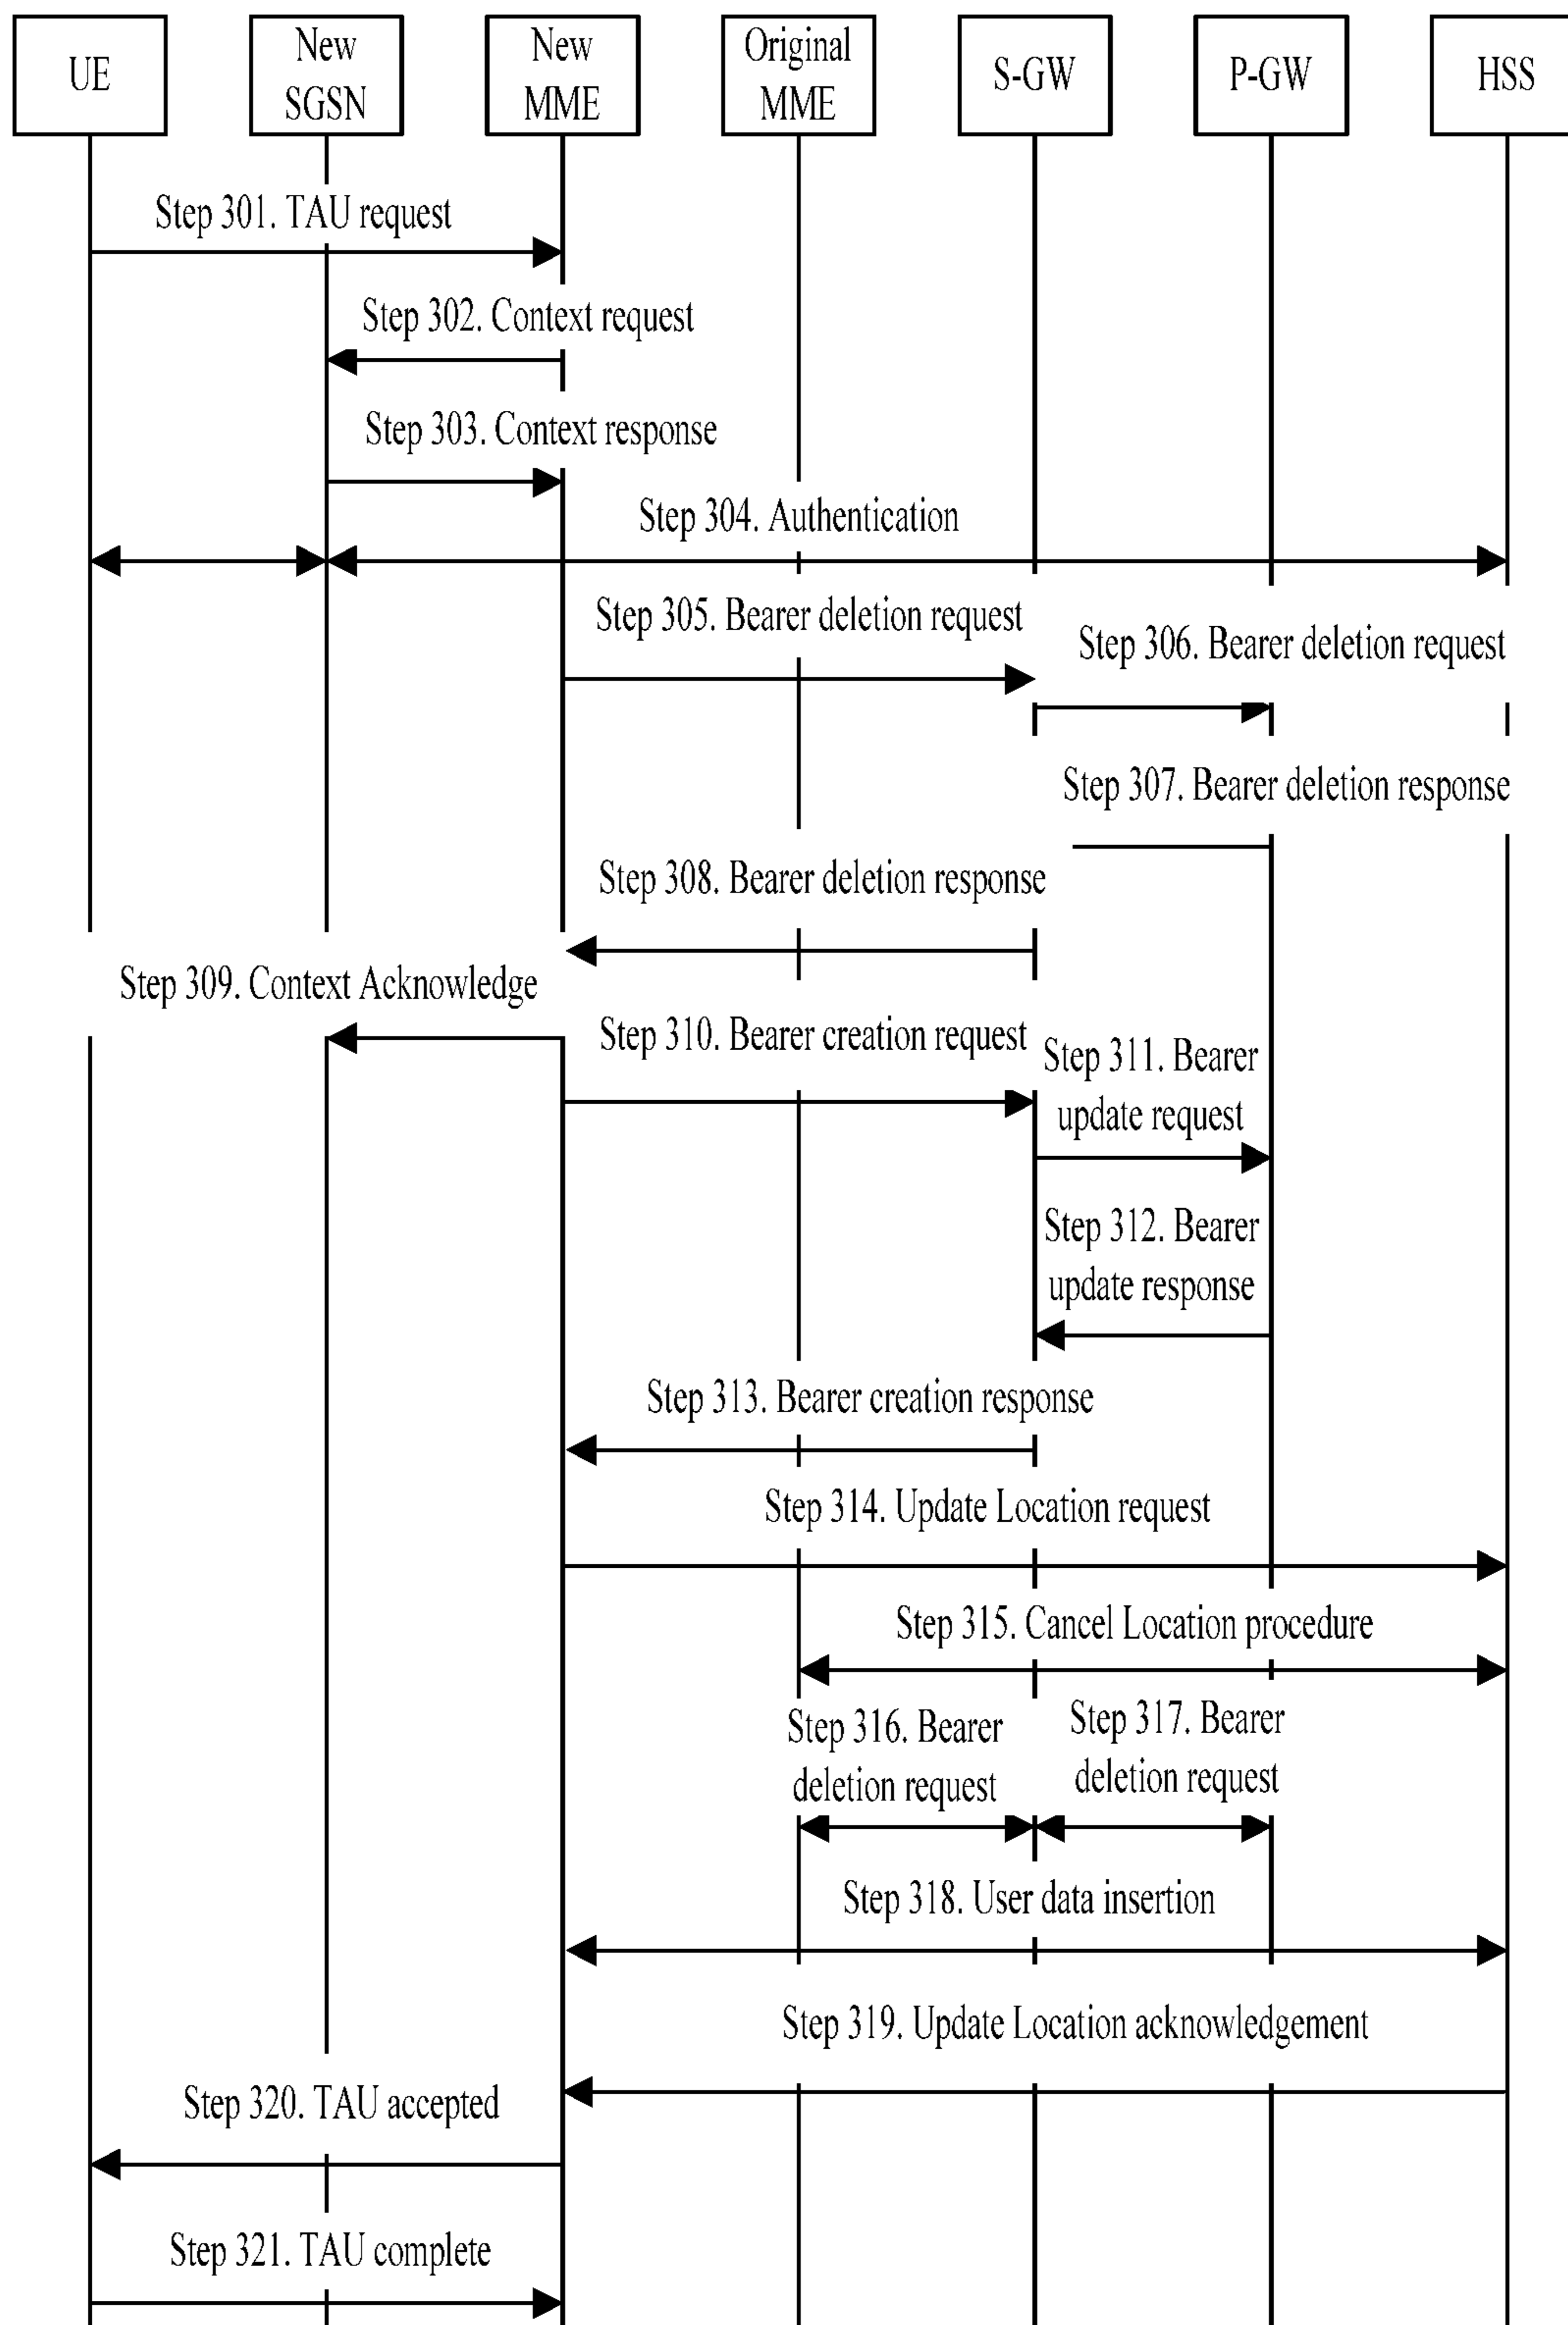 UE
New
SGSN
New
MME
Original
MME
S-GW
P-GW
HSS
Step 301. TAU request
Step 302. Context request
Step 303. Context response
Step 304. Authentication
Step 305. Bearer deletion request
Step 306. Bearer deletion request
Step 307. Bearer deletion response
Step 308. Bearer deletion response
Step 309. Context Acknowledge
Step 310. Bearer creation request
Step 311. Bearer
update request
Step 312. Bearer
update response
Step 313. Bearer creation response
Step 314. Update Location request
Step 315. Cancel Location procedure
Step 316. Bearer
deletion request
Step 317. Bearer
deletion request
Step 318. User data insertion
Step 319. Update Location acknowledgement
Step 320. TAU accepted
Step 321. TAU complete